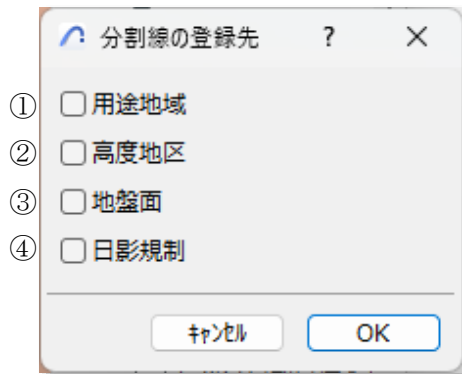 分割線の登録先 ?
① 用途地域
② 高度地区
③ 地盤面
④ 日影規制
ｷｬﾝｾﾙ OK